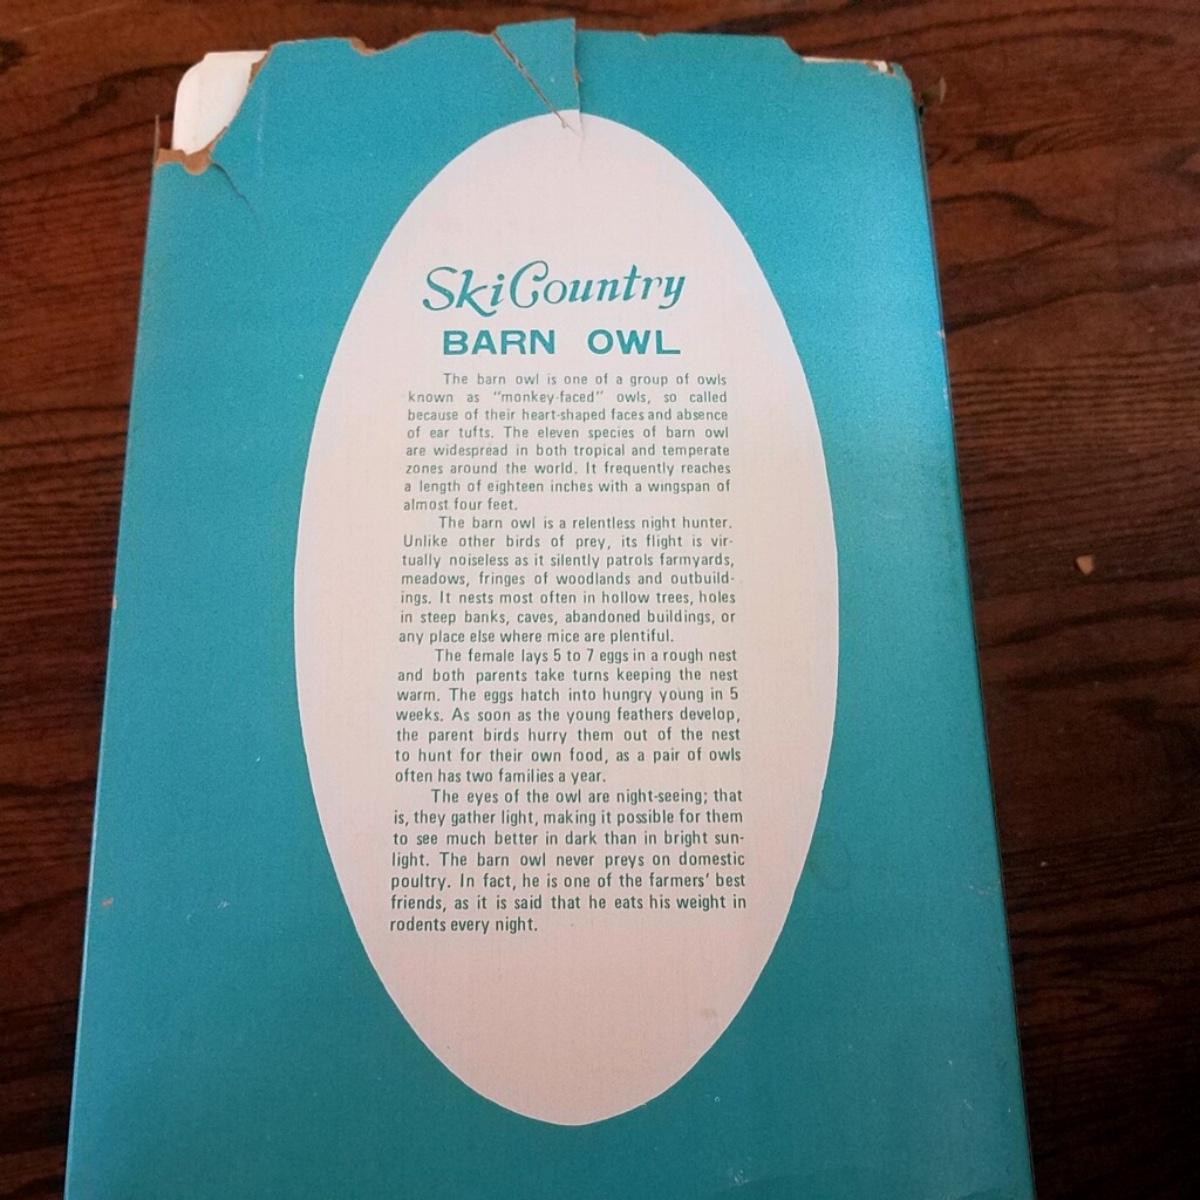 Ski Country
BARN OWL
The barn owl is one of a group of owls
known as "monkey-faced" owls, so called
because of their heart-shaped faces and absence
of ear tufts. The eleven species of barn owl
are widespread in both tropical and temperate
zones around the world. It frequently reaches
a length of eighteen inches with a wingspan of
almost four feet.
The barn owl is a relentless night hunter.
Unlike other birds of prey, its flight is vir-
tually noiseless as it silently patrols farmyards,
meadows, fringes of woodlands and outbuild-
ings. It nests most often in hollow trees, holes
in steep banks, caves, abandoned buildings, or
any place else where mice are plentiful.
The female lays 5 to 7 eggs in a rough nest
and both parents take turns keeping the nest
warm. The eggs hatch into hungry young in 5
weeks. As soon as the young feathers develop,
the parent birds hurry them out of the nest
to hunt for their own food, as a pair of owls
often has two families a year.
The eyes of the owl are night-seeing; that
is, they gather light, making it possible for them
to see much better in dark than in bright sun-
light. The barn owl never preys on domestic
poultry. In fact, he is one of the farmers' best
friends, as it is said that he eats his weight in
rodents every night.